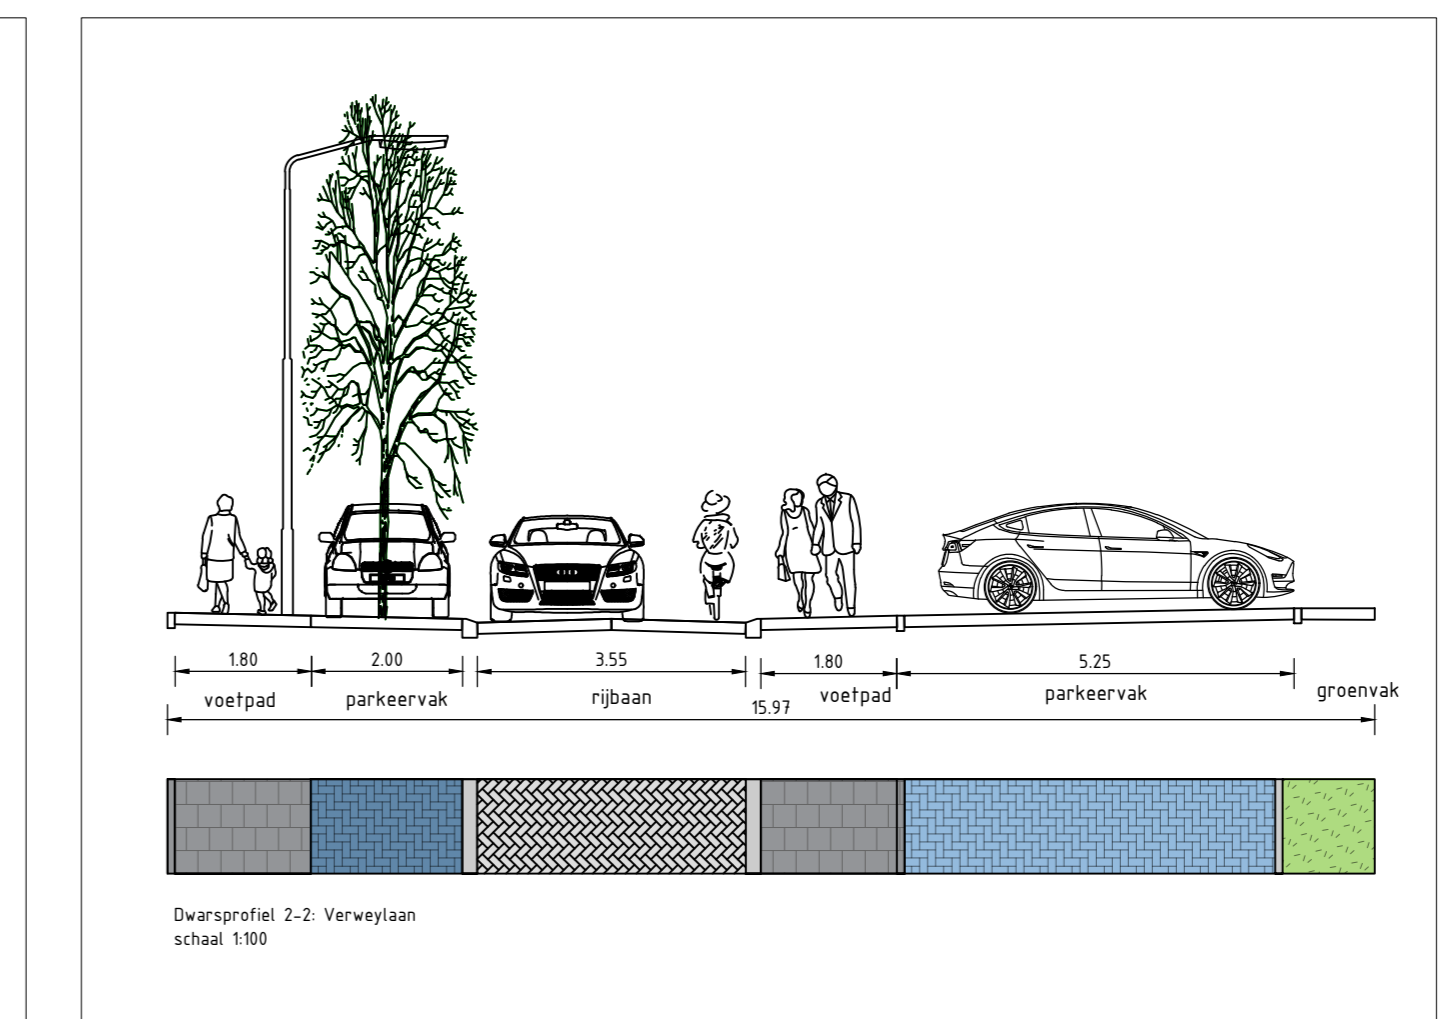 1.80 2.00 3.55 1.80 5.25
voetpad parkeervak rijbaan voetpad parkeervak groenvak
15.97
Dwarsprofiel 2-2: Verweylaan
schaal 1:100